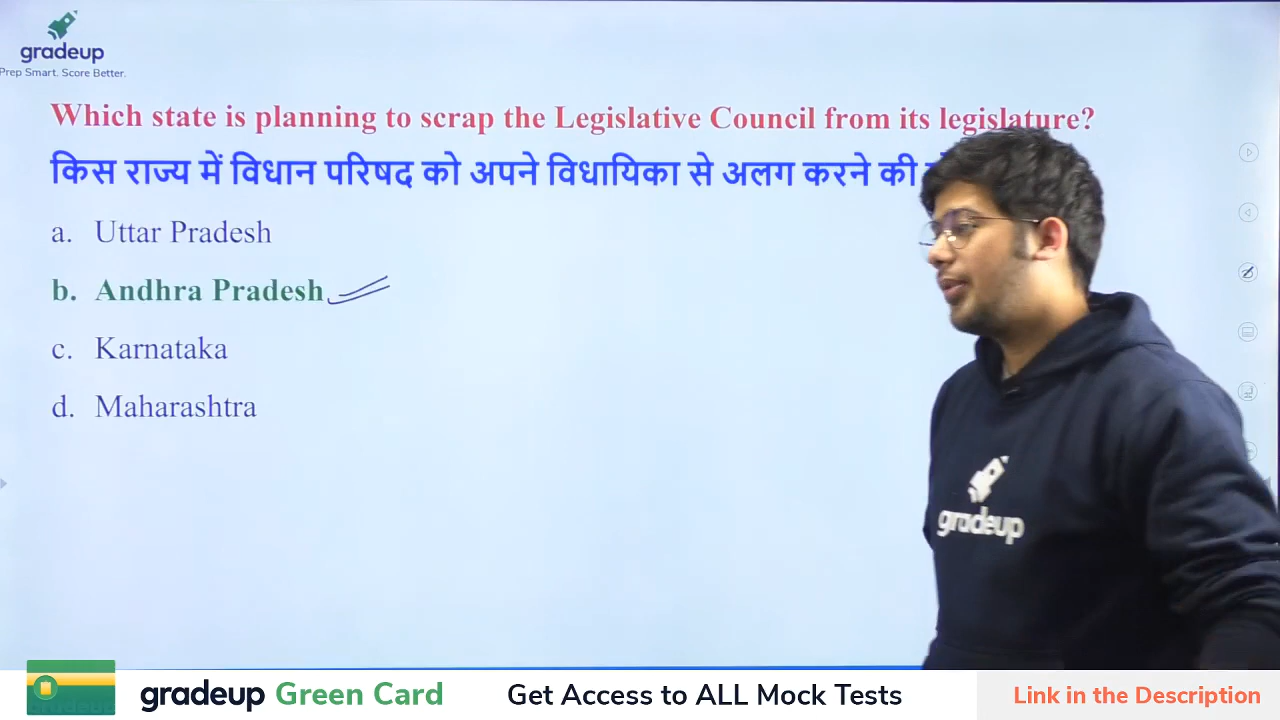 gradeup
Prep Smart. Score Better.
Which state is planning to scrap the Legislative Council from its legislature?
किस राज्य में विधान परिषद को अपने विधायिका से अलग करने की
a. Uttar Pradesh
b. Andhra Pradesh
c. Karnataka
d. Maharashtra
gradeup
gradeup Green Card
Get Access to ALL Mock Tests
Link in the Description